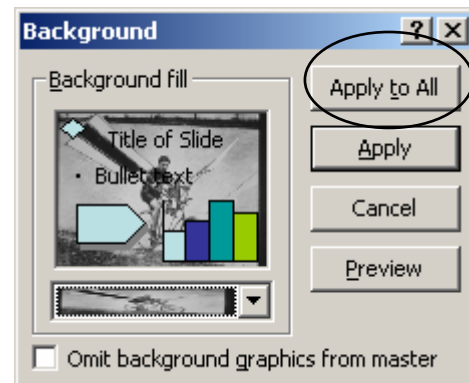 Background
Background fill
Title of Slide
• Bullet text
Apply to All
Apply
Cancel
Preview
Omit background graphics from master